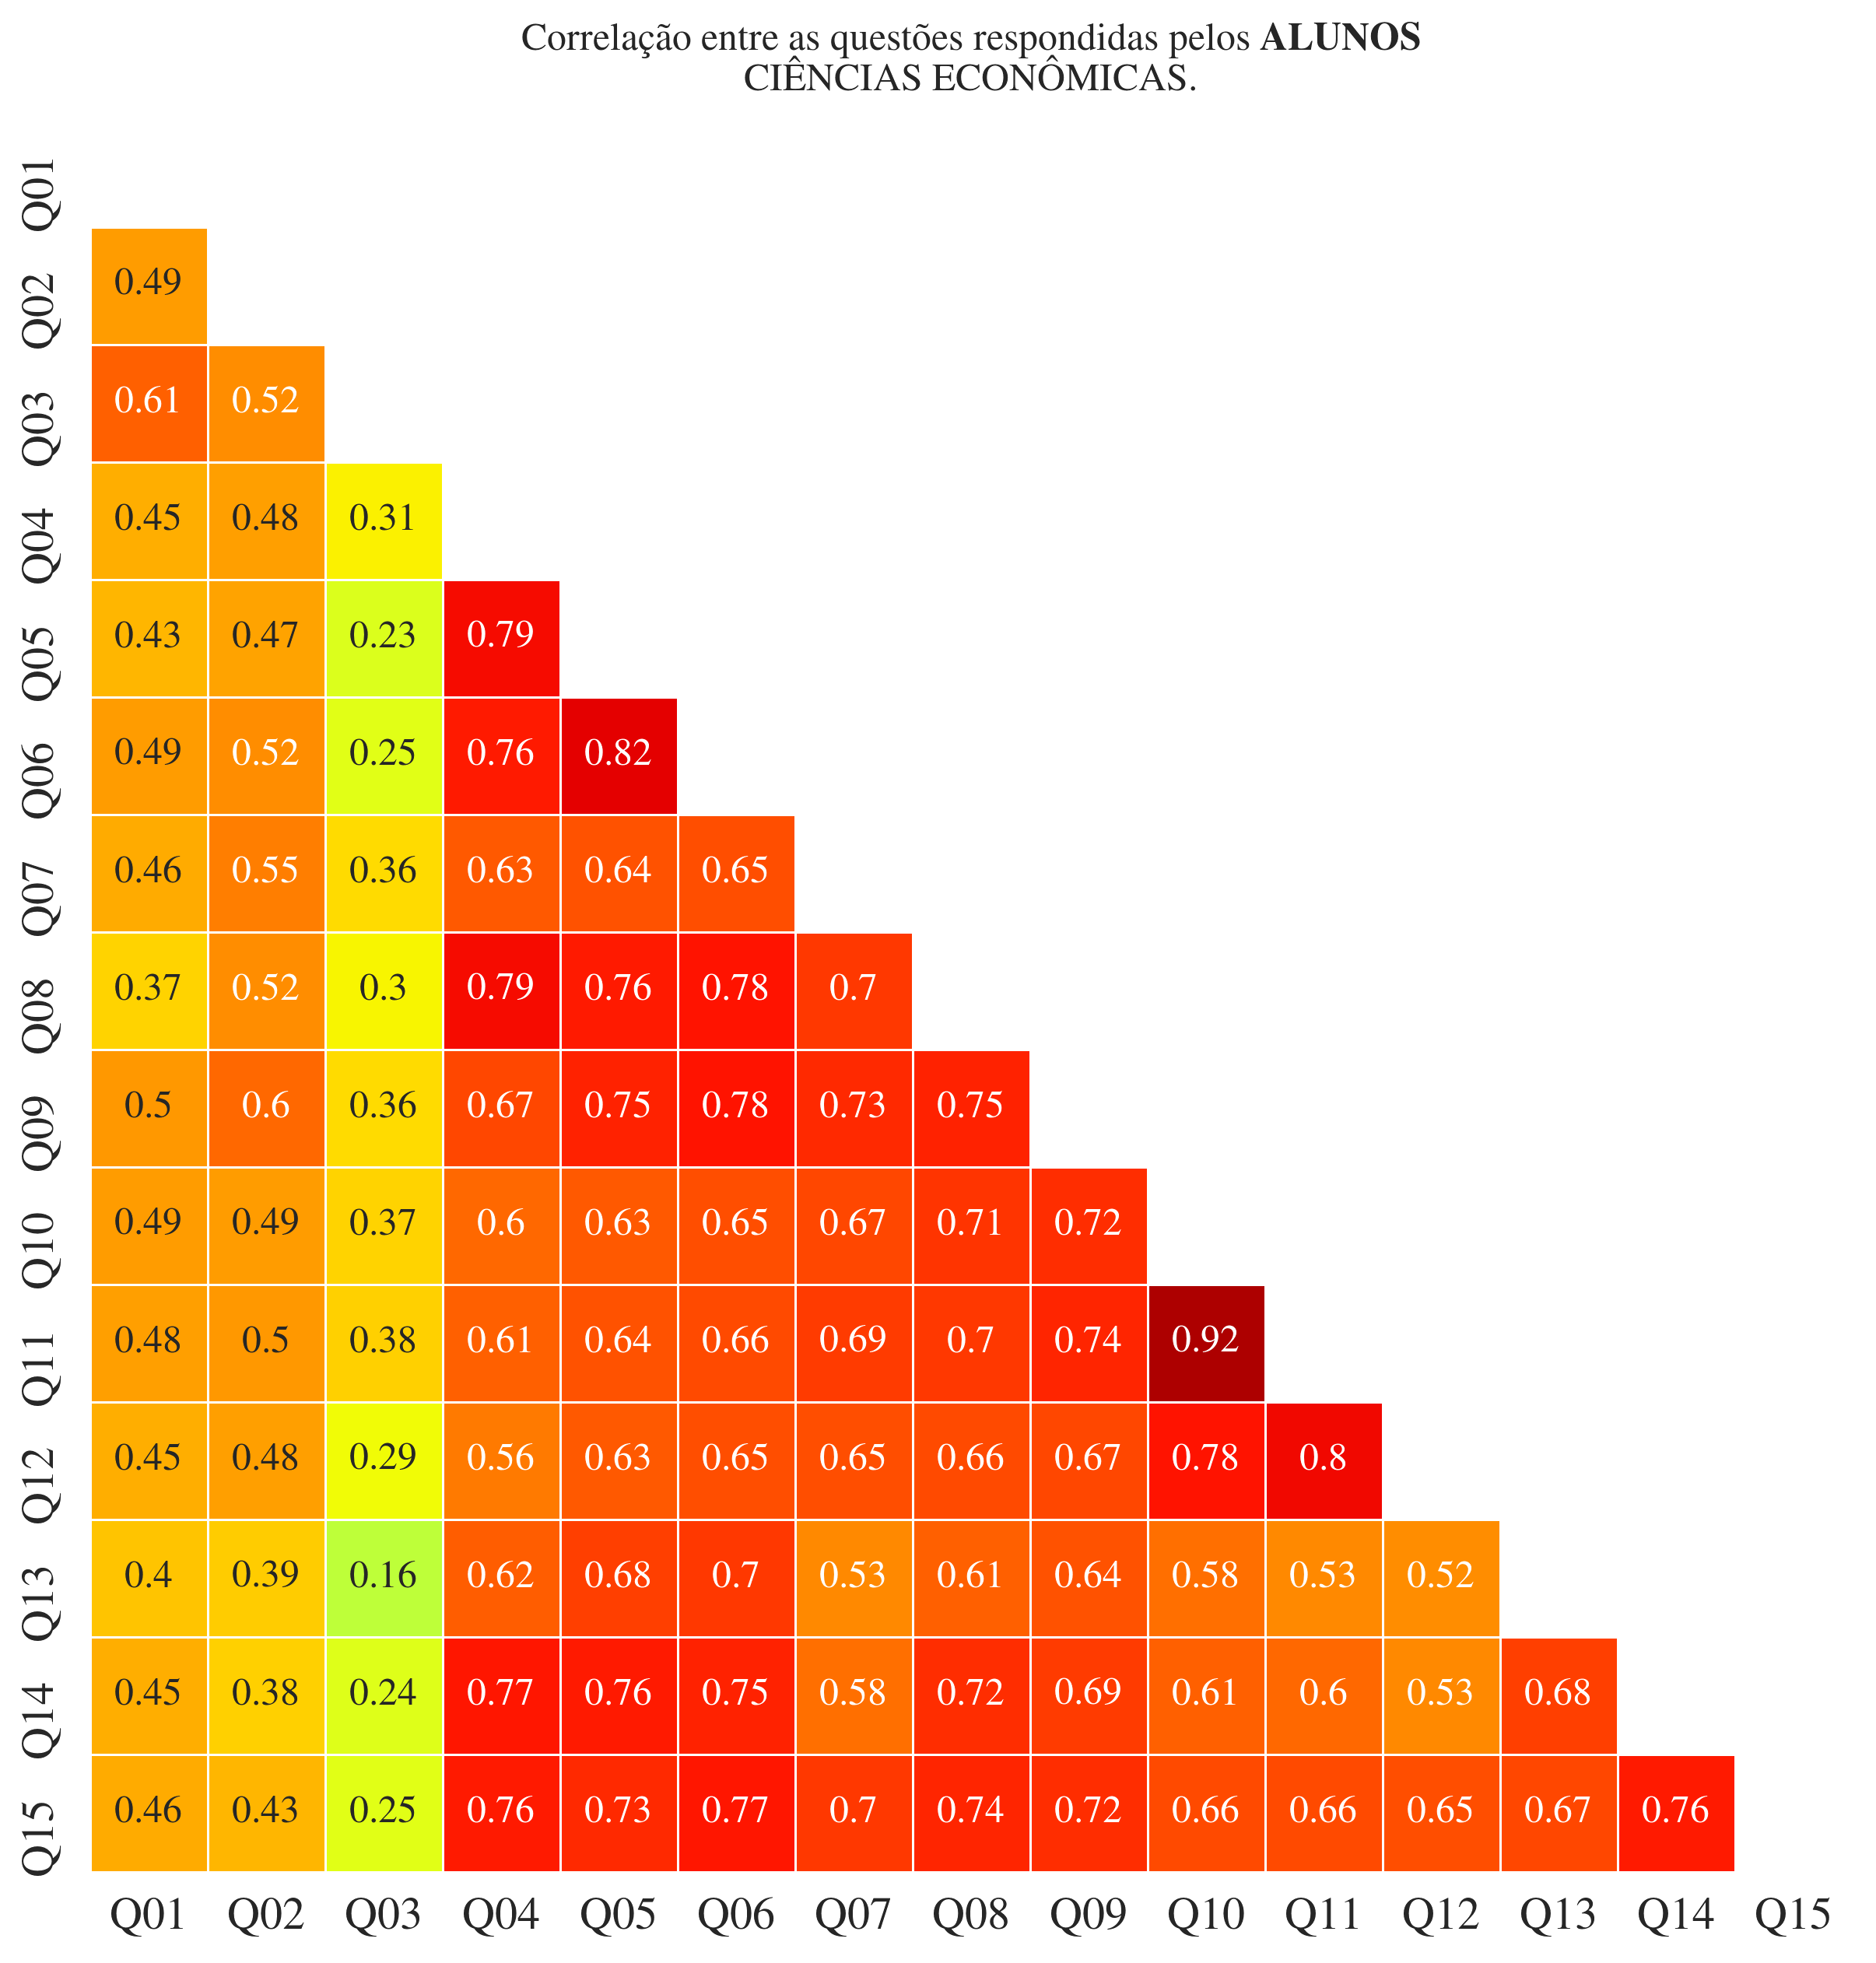 Correlação entre as questões respondidas pelos ALUNOS
CIÊNCIAS ECONÔMICAS.
Q01
Q02 0.49
Q03 0.61 0.52
Q04 0.45 0.48 0.31
Q05 0.43 0.47 0.23 0.79
Q06 0.49 0.52 0.25 0.76 0.82
Q07 0.46 0.55 0.36 0.63 0.64 0.65
Q08 0.37 0.52 0.3 0.79 0.76 0.78 0.7
Q09 0.5 0.6 0.36 0.67 0.75 0.78 0.73 0.75
Q10 0.49 0.49 0.37 0.6 0.63 0.65 0.67 0.71 0.72
Q11 0.48 0.5 0.38 0.61 0.64 0.66 0.69 0.7 0.74 0.92
Q12 0.45 0.48 0.29 0.56 0.63 0.65 0.65 0.66 0.67 0.78 0.8
Q13 0.4 0.39 0.16 0.62 0.68 0.7 0.53 0.61 0.64 0.58 0.53 0.52
Q14 0.45 0.38 0.24 0.77 0.76 0.75 0.58 0.72 0.69 0.61 0.6 0.53 0.68
Q15 0.46 0.43 0.25 0.76 0.73 0.77 0.7 0.74 0.72 0.66 0.66 0.65 0.67 0.76
Q01 Q02 Q03 Q04 Q05 Q06 Q07 Q08 Q09 Q10 Q11 Q12 Q13 Q14 Q15